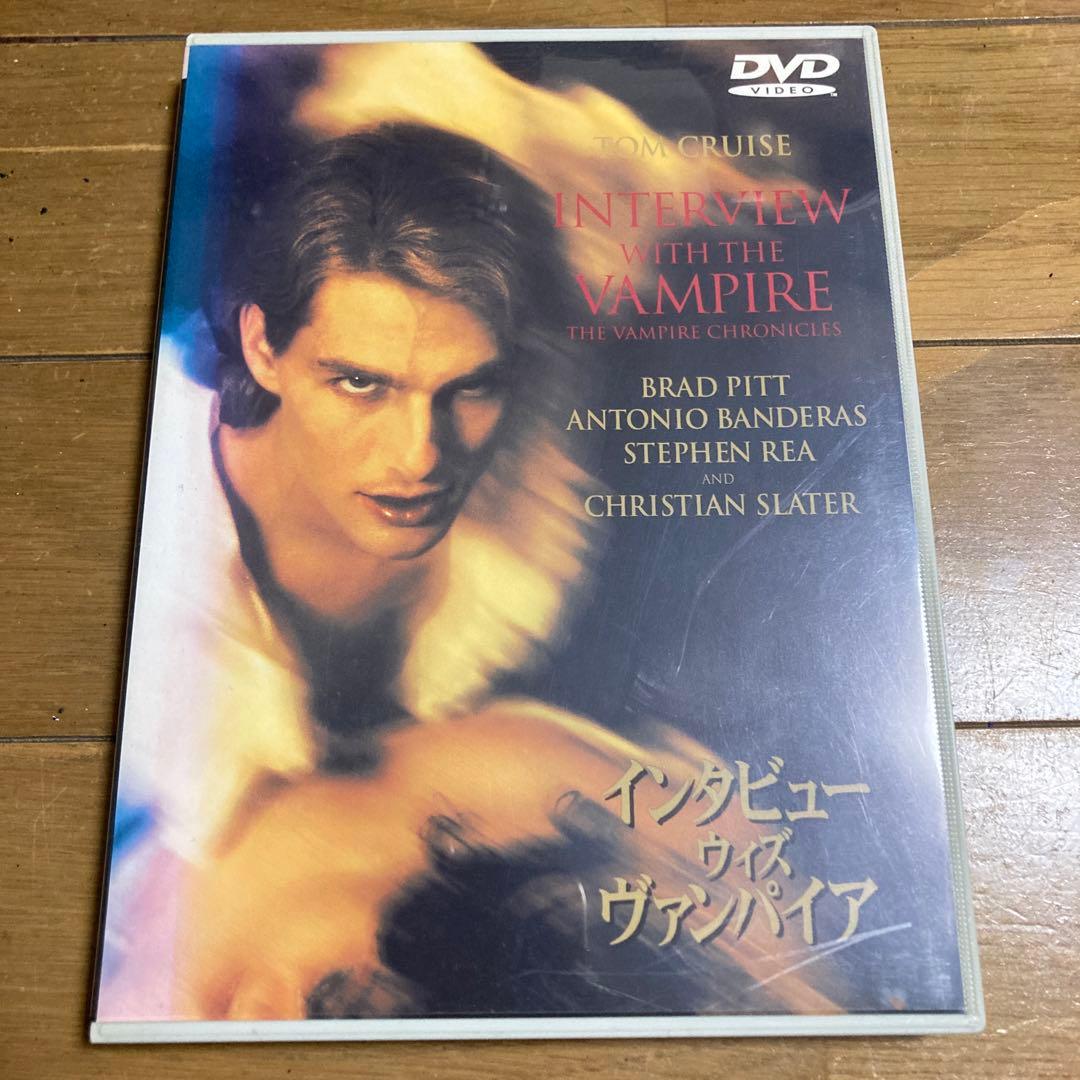 DVD
VIDEO
TOM CRUISE
INTERVIEW
WITH THE
VAMPIRE
THE VAMPIRE CHRONICLES
BRAD PITT
ANTONIO BANDERAS
STEPHEN REA
AND
CHRISTIAN SLATER
インタビュー
ウィズ
ヴァンパイア